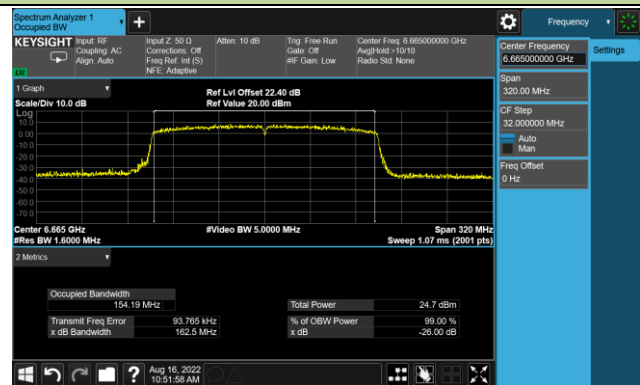 Spectrum Analyzer 1
Occupied BW
+
Frequency
KEYSIGHT
Input: RF
Coupling: AC
Align: Auto
Input Z: 50 Ω
Corrections: Off
Freq Ref: Int (S)
NFE: Adaptive
Atten: 10 dB
Trig: Free Run
Gate: Off
#IF Gain: Low
Center Freq: 6.665000000 GHz
Avg|Hold:>10/10
Radio Std: None
Center Frequency
6.665000000 GHz
Settings
Span
320.00 MHz
CF Step
32.000000 MHz
Auto
Man
Freq Offset
0 Hz
1 Graph
Scale/Div 10.0 dB
Ref Lvl Offset 22.40 dB
Ref Value 20.00 dBm
Log
10.0
0.00
-10.0
-20.0
-30.0
-40.0
-50.0
-60.0
-70.0
Center 6.665 GHz
#Res BW 1.6000 MHz
#Video BW 5.0000 MHz
Span 320 MHz
Sweep 1.07 ms (2001 pts)
2 Metrics
Occupied Bandwidth
154.19 MHz
Transmit Freq Error 93.765 kHz
x dB Bandwidth 162.5 MHz
Total Power 24.7 dBm
% of OBW Power 99.00 %
x dB -26.00 dB
?
Aug 16, 2022
10:51:58 AM